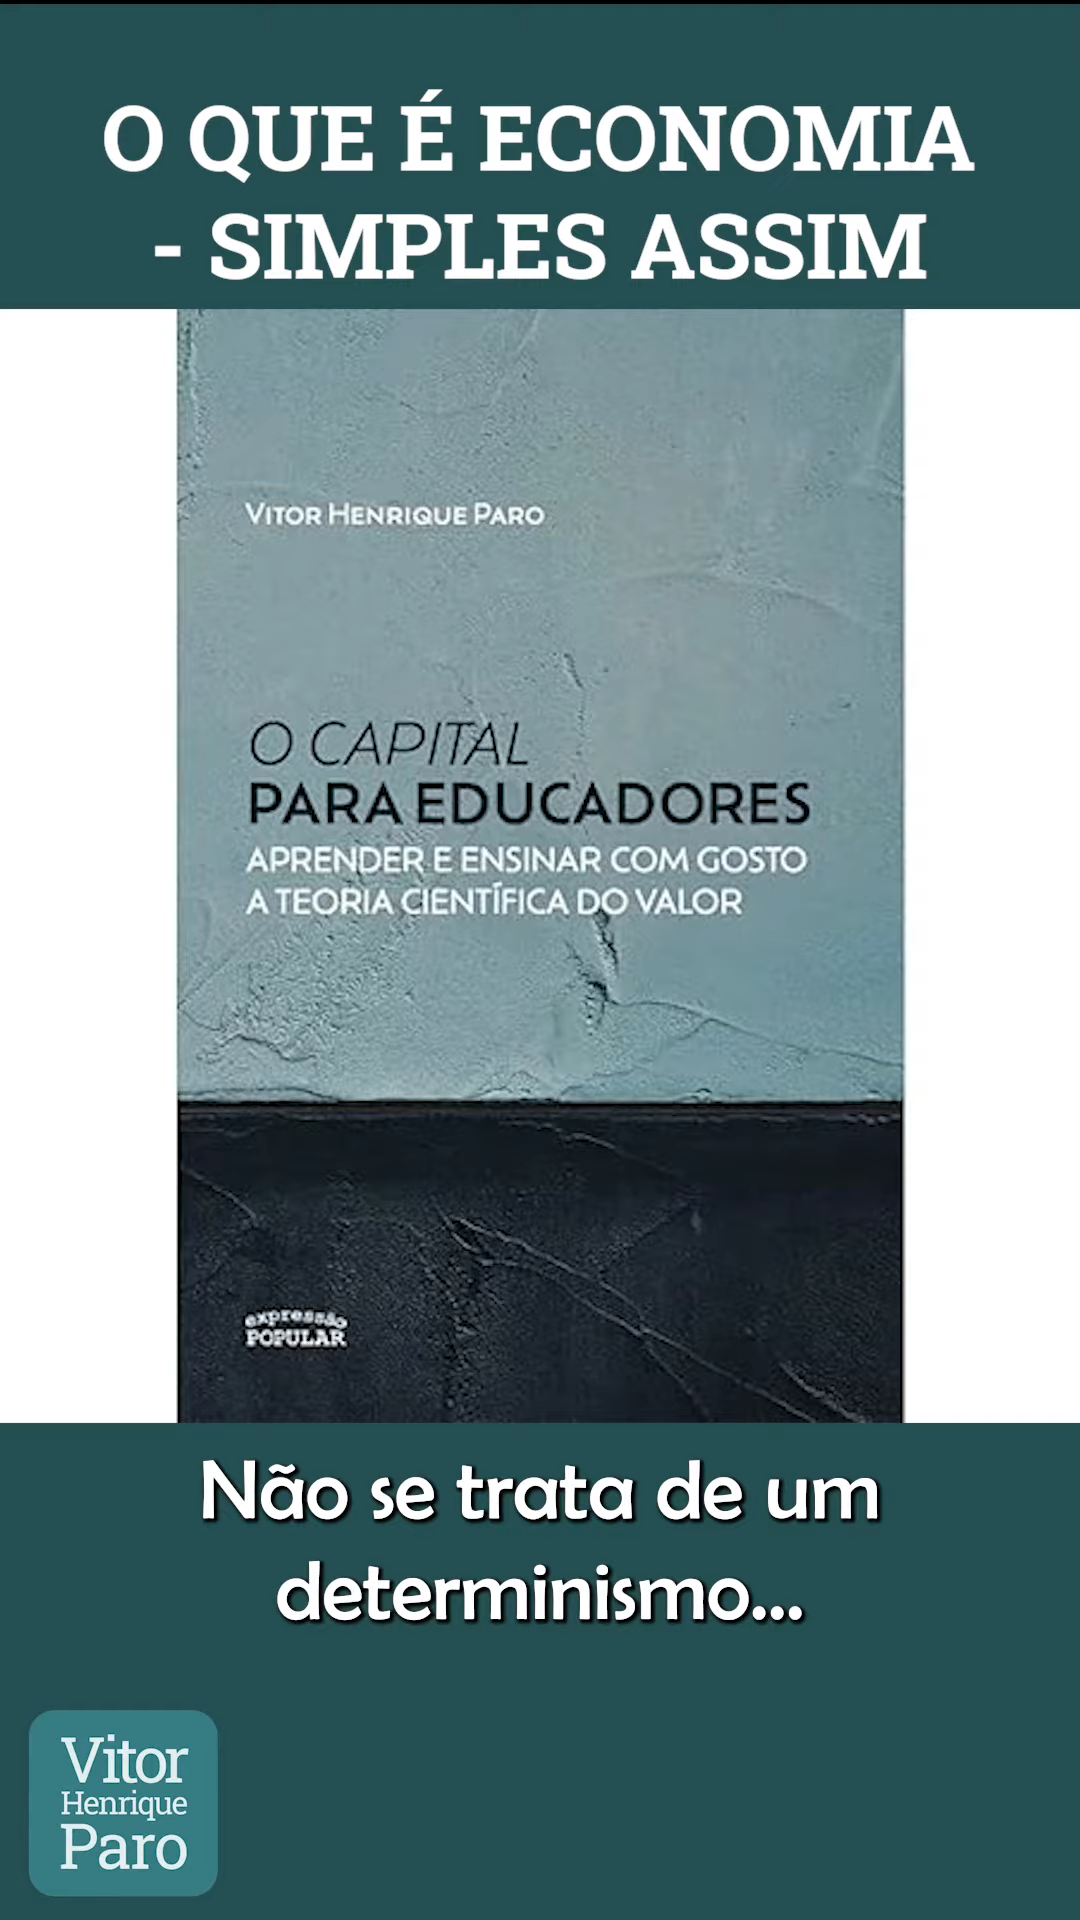 O QUE É ECONOMIA
- SIMPLES ASSIM
VITOR HENRIQUE PARO
O CAPITAL
PARA EDUCADORES
APRENDER E ENSINAR COM GOSTO
A TEORIA CIENTÍFICA DO VALOR
expressão
POPULAR
Não se trata de um
determinismo...
Vitor
Henrique
Paro